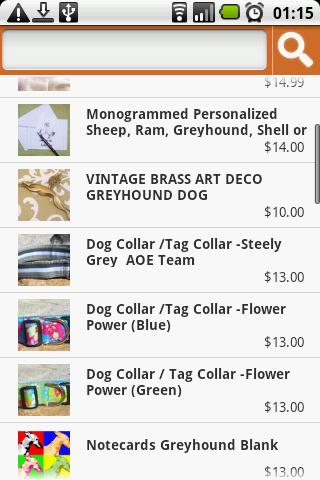 01:15
$14.99
Monogrammed Personalized
Sheep, Ram, Greyhound, Shell or
$14.00
VINTAGE BRASS ART DECO
GREYHOUND DOG
$10.00
Dog Collar /Tag Collar -Steely
Grey  AOE Team
$13.00
Dog Collar /Tag Collar -Flower
Power (Blue)
$13.00
Dog Collar / Tag Collar -Flower
Power (Green)
$13.00
Notecards Greyhound Blank
$13.00